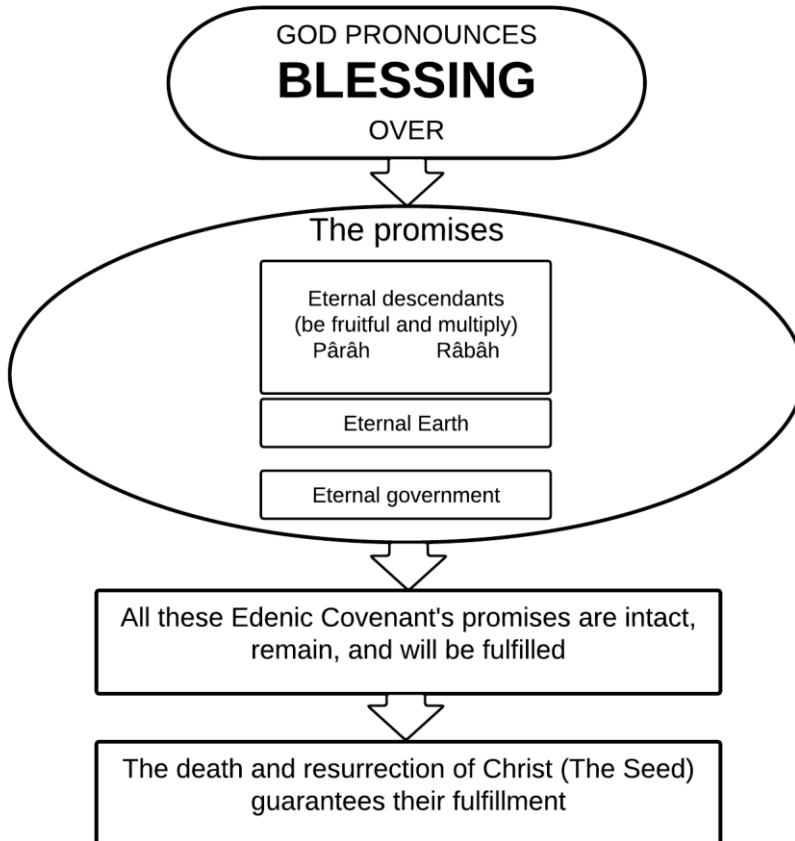 GOD PRONOUNCES
BLESSING
OVER
The promises
Eternal descendants
(be fruitful and multiply)
Pârâh Râbâh
Eternal Earth
Eternal government
All these Edenic Covenant's promises are intact,
remain, and will be fulfilled
The death and resurrection of Christ (The Seed)
guarantees their fulfillment